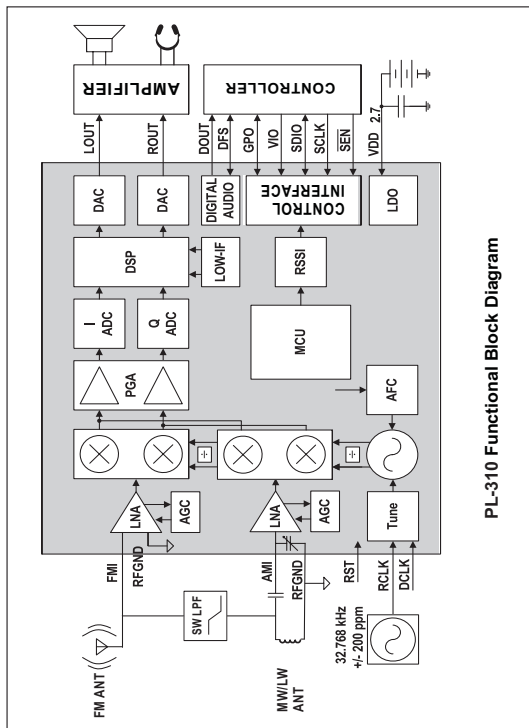 FM ANT
SW LPF
MW/LW
ANT
32.768 kHz
+/- 200 ppm
FMI
RFGND
AMI
RFGND
RST
RCLK
DCLK
LNA
AGC
LNA
AGC
Tune
÷
÷
AFC
PGA
I
ADC
Q
ADC
MCU
DSP
LOW-IF
RSSI
DAC
DAC
DIGITAL
AUDIO
CONTROL
INTERFACE
LDO
LOUT
ROUT
DOUT
DFS
GPO
VIO
SDIO
SCLK
SEN
VDD
2.7
AMPLIFIER
CONTROLLER
PL-310 Functional Block Diagram